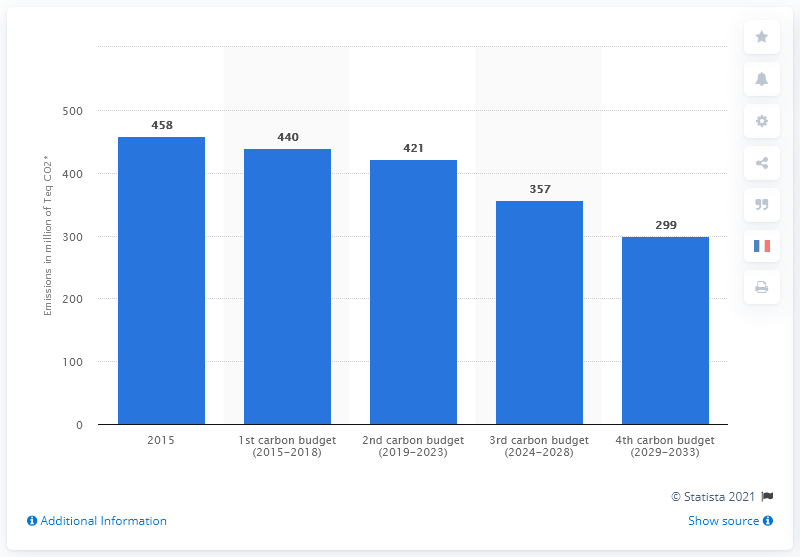 Emissions in million of Teq CO2*
500
400
300
200
100
0
458
440
421
357
299
2015
1st carbon budget
(2015-2018)
2nd carbon budget
(2019-2023)
3rd carbon budget
(2024-2028)
4th carbon budget
(2029-2033)
© Statista 2021
Additional Information
Show source